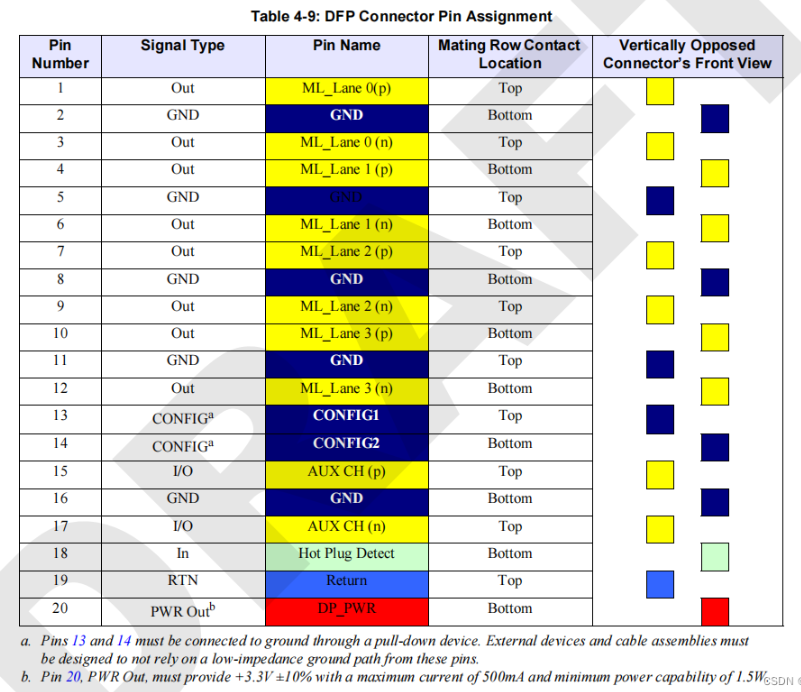 Table 4-9: DFP Connector Pin Assignment
Pin Number Signal Type Pin Name Mating Row Contact Location Vertically Opposed Connector's Front View
1 Out ML_Lane 0(p) Top
2 GND GND Bottom
3 Out ML_Lane 0 (n) Top
4 Out ML_Lane 1 (p) Bottom
5 GND GND Top
6 Out ML_Lane 1 (n) Bottom
7 Out ML_Lane 2 (p) Top
8 GND GND Bottom
9 Out ML_Lane 2 (n) Top
10 Out ML_Lane 3 (p) Bottom
11 GND GND Top
12 Out ML_Lane 3 (n) Bottom
13 CONFIGa CONFIG1 Top
14 CONFIGa CONFIG2 Bottom
15 I/O AUX CH (p) Top
16 GND GND Bottom
17 I/O AUX CH (n) Top
18 In Hot Plug Detect Bottom
19 RTN Return Top
20 PWR Outb DP_PWR Bottom
a. Pins 13 and 14 must be connected to ground through a pull-down device. External devices and cable assemblies must
be designed to not rely on a low-impedance ground path from these pins.
b. Pin 20, PWR Out, must provide +3.3V ±10% with a maximum current of 500mA and minimum power capability of 1.5W.
DRAFT